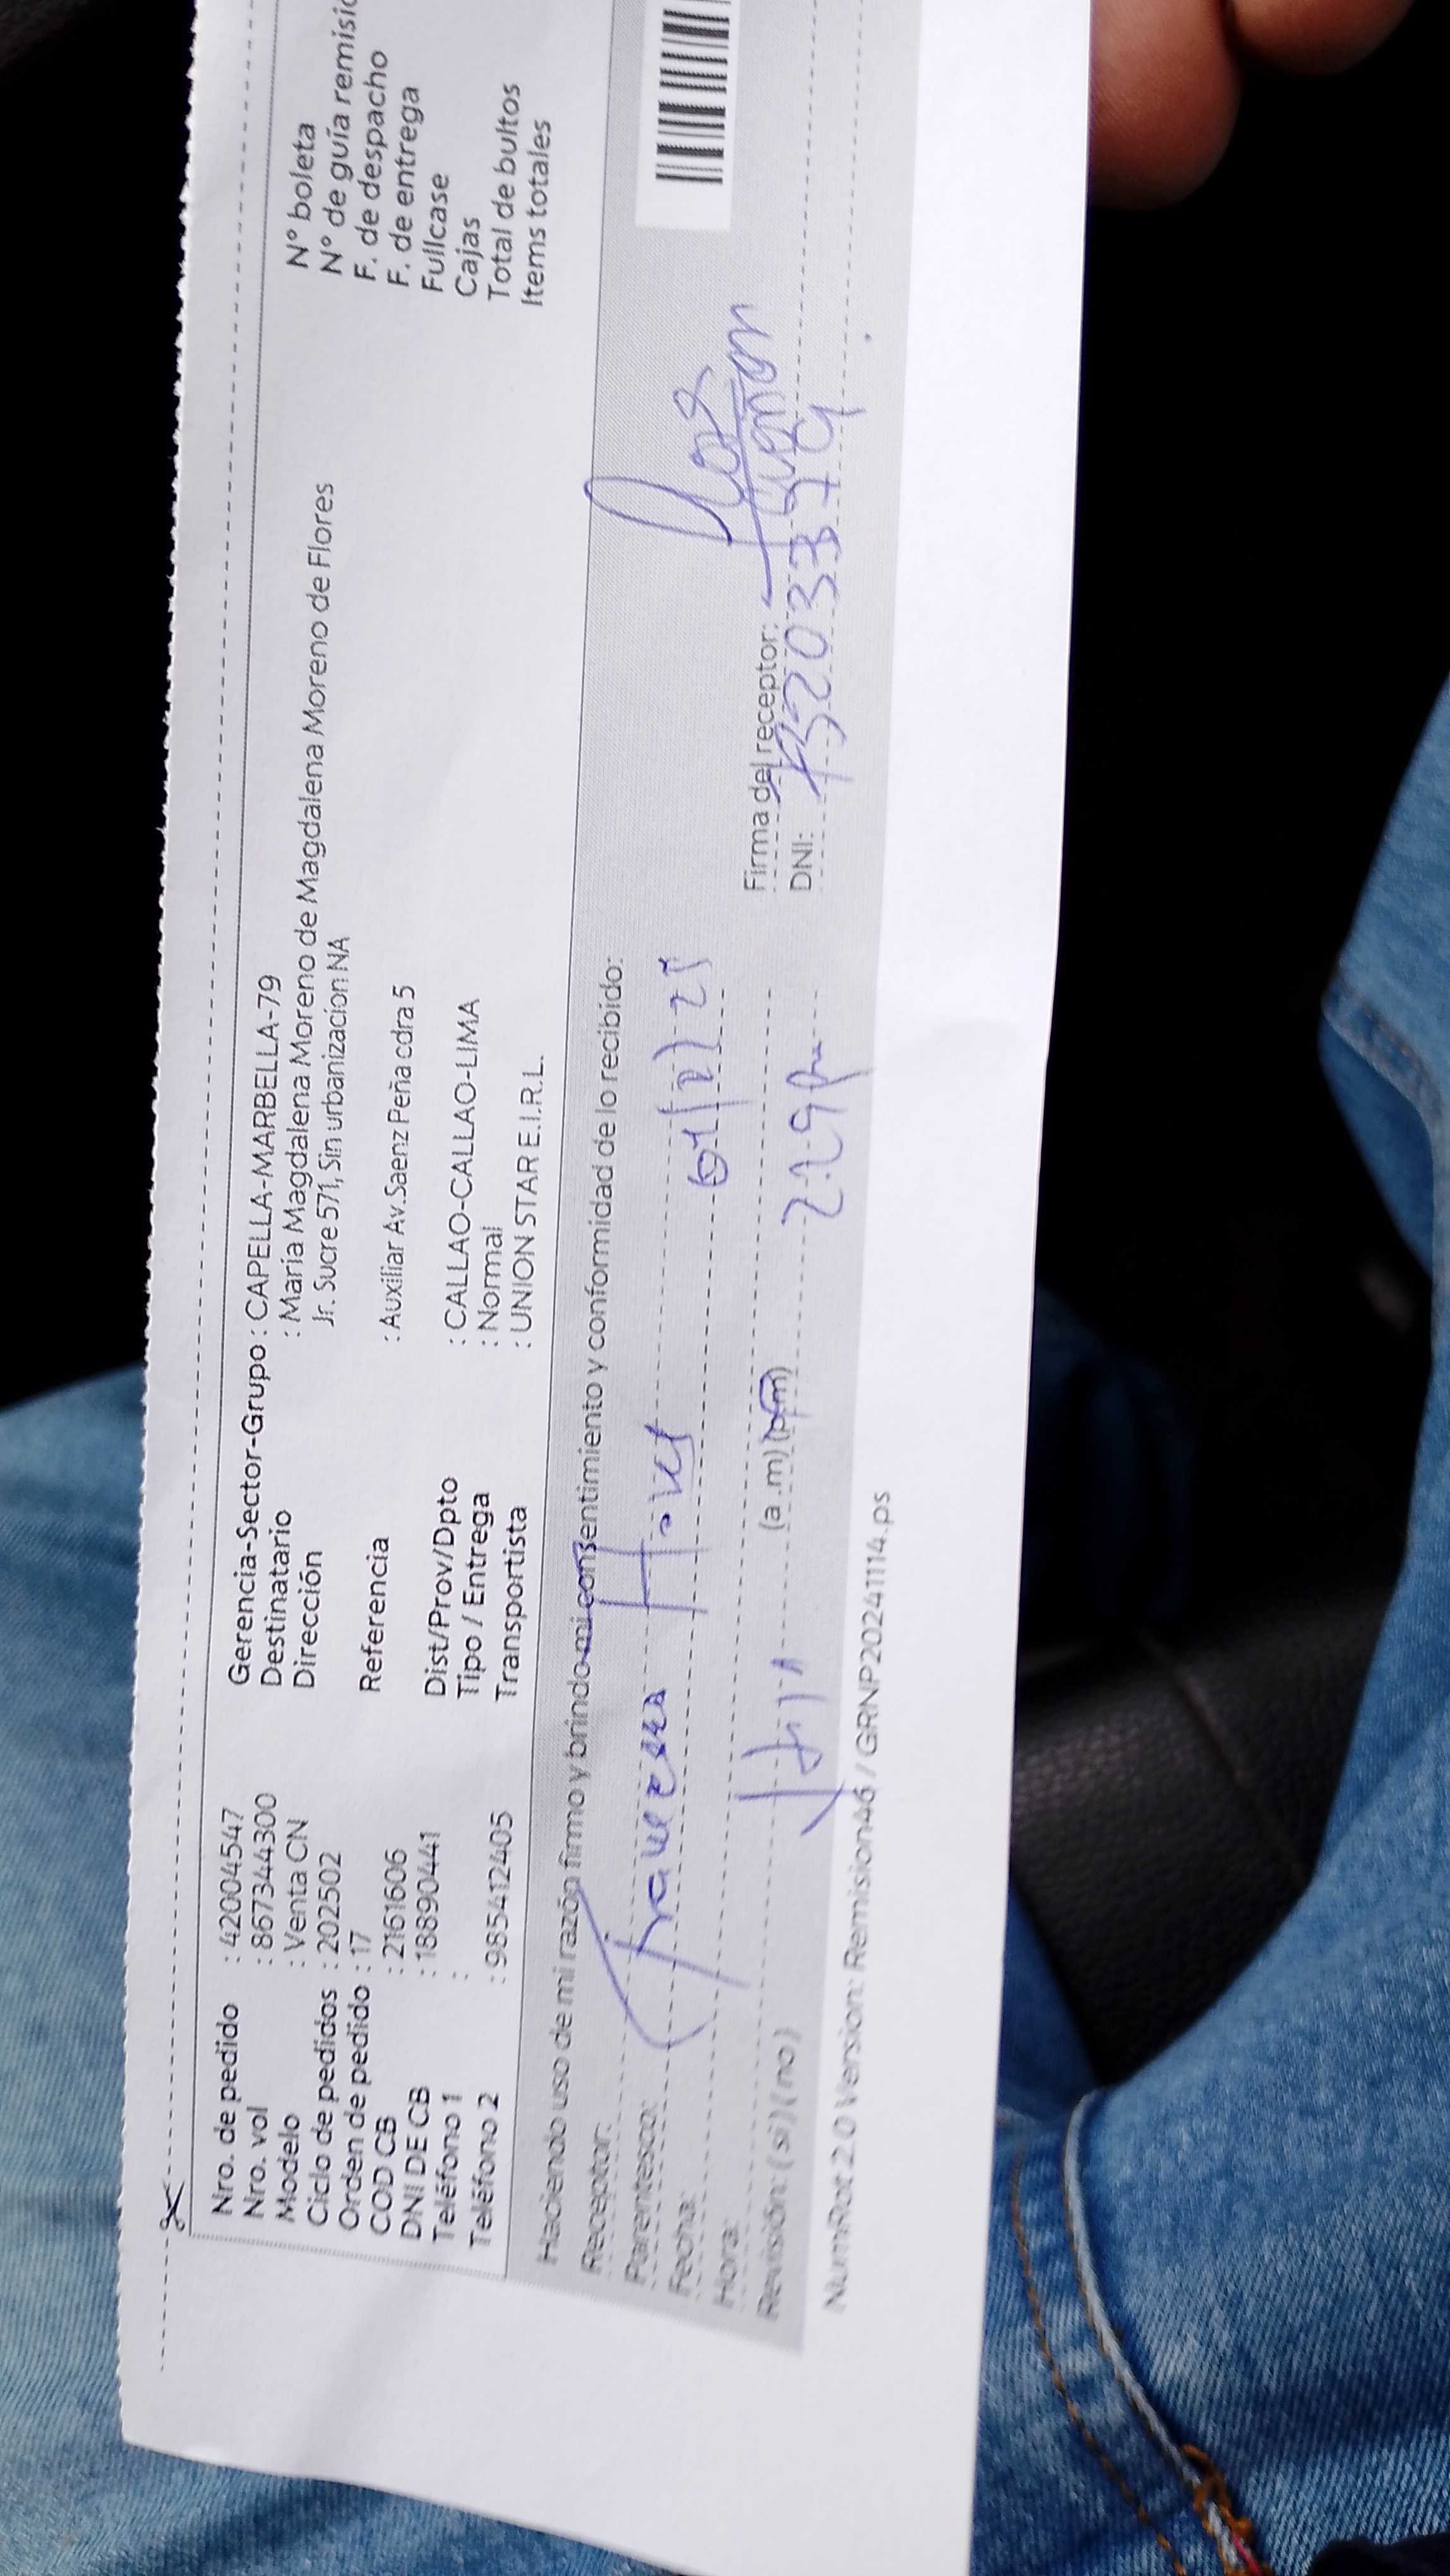 Nro. de pedido : 42004547
Nro. vol : 867344300
Modelo : Venta CN
Ciclo de pedidos : 202502
Orden de pedido : 17
COD CB : 2161606
DNI DE CB : 18890441
Teléfono 1 :
Teléfono 2 : 985412405
Gerencia-Sector-Grupo : CAPELLA-MARBELLA-79
Destinatario : Maria Magdalena Moreno de Magdalena Moreno de Flores
Dirección Jr. Sucre 571, Sin urbanizacion NA
Referencia : Auxiliar Av.Saenz Peña cdra 5
Dist/Prov/Dpto : CALLAO-CALLAO-LIMA
Tipo / Entrega : Normal
Transportista : UNION STAR E.I.R.L.
N° boleta
N° de guía
F. de despacho
F. de entrega
Fullcase
Cajas
Total de bultos
Items totales
Haciendo uso de mi razón firmo y brindo mi consentimiento y conformidad de lo recibido:
Receptor:
Parentesco:
Fecha:
Hora: (a .m) (p.m)
Revisión: ( si ) ( no )
Firma del receptor:
DNI:
NumRot 2.0 Version: Remision46 / GRNP20241114.ps